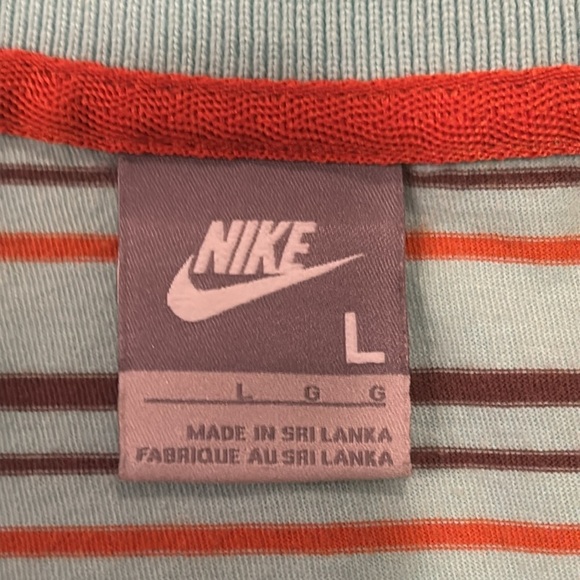 NIKE
L
L G G
MADE IN SRI LANKA
FABRIQUE AU SRI LANKA